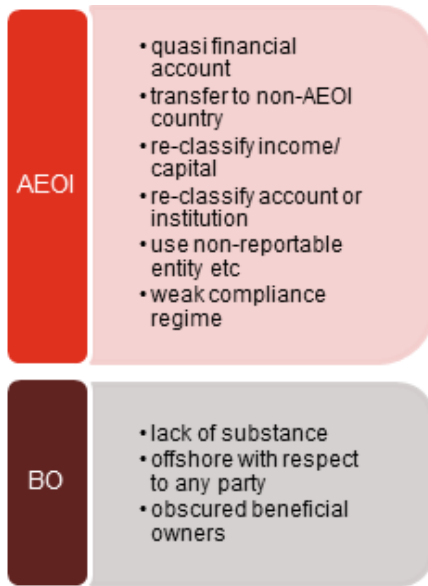 AEOI
• quasi financial
account
• transfer to non-AEOI
country
• re-classify income/
capital
• re-classify account or
institution
• use non-reportable
entity etc
• weak compliance
regime
BO
• lack of substance
• offshore with respect
to any party
• obscured beneficial
owners